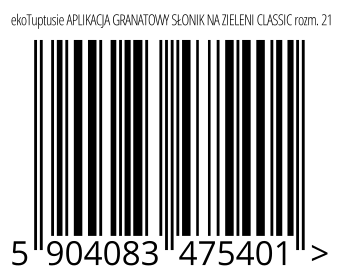 ekoTuptusie APLIKACJA GRANATOWY SŁONIK NA ZIELENI CLASSIC rozm. 21
5 904083 475401 >